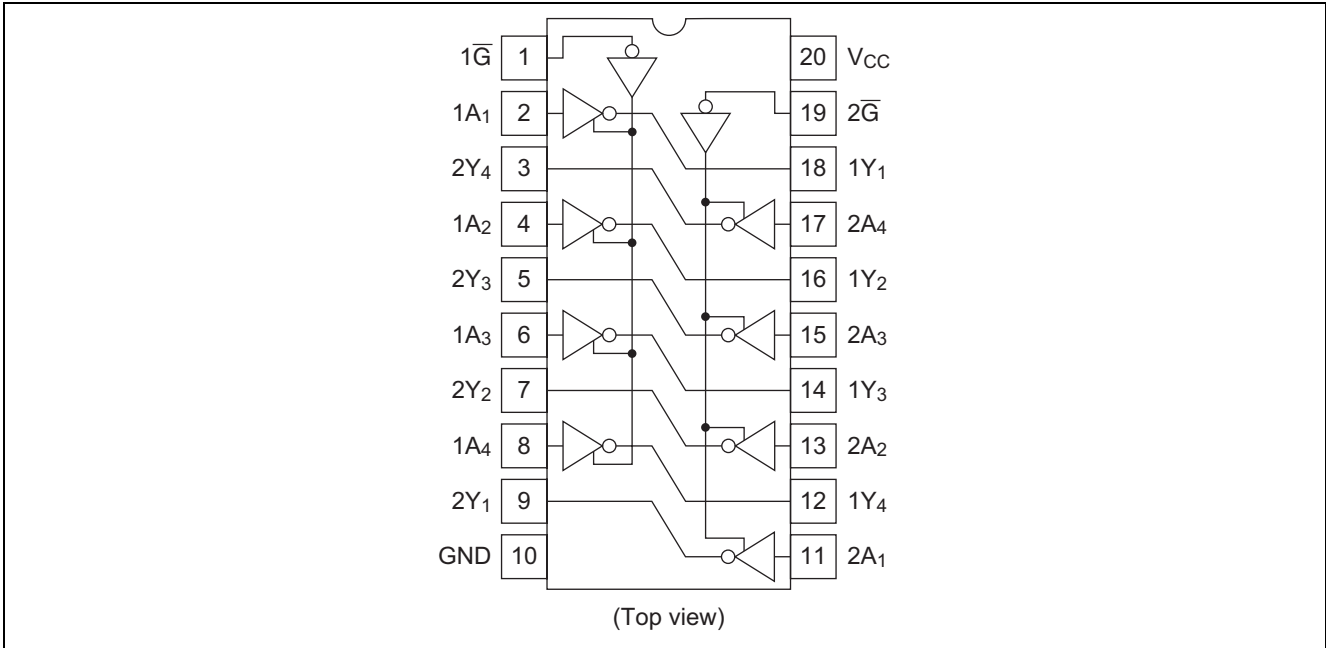 1G̅ 1 20 VCC
1A1 2 19 2G̅
2Y4 3 18 1Y1
1A2 4 17 2A4
2Y3 5 16 1Y2
1A3 6 15 2A3
2Y2 7 14 1Y3
1A4 8 13 2A2
2Y1 9 12 1Y4
GND 10 11 2A1
(Top view)